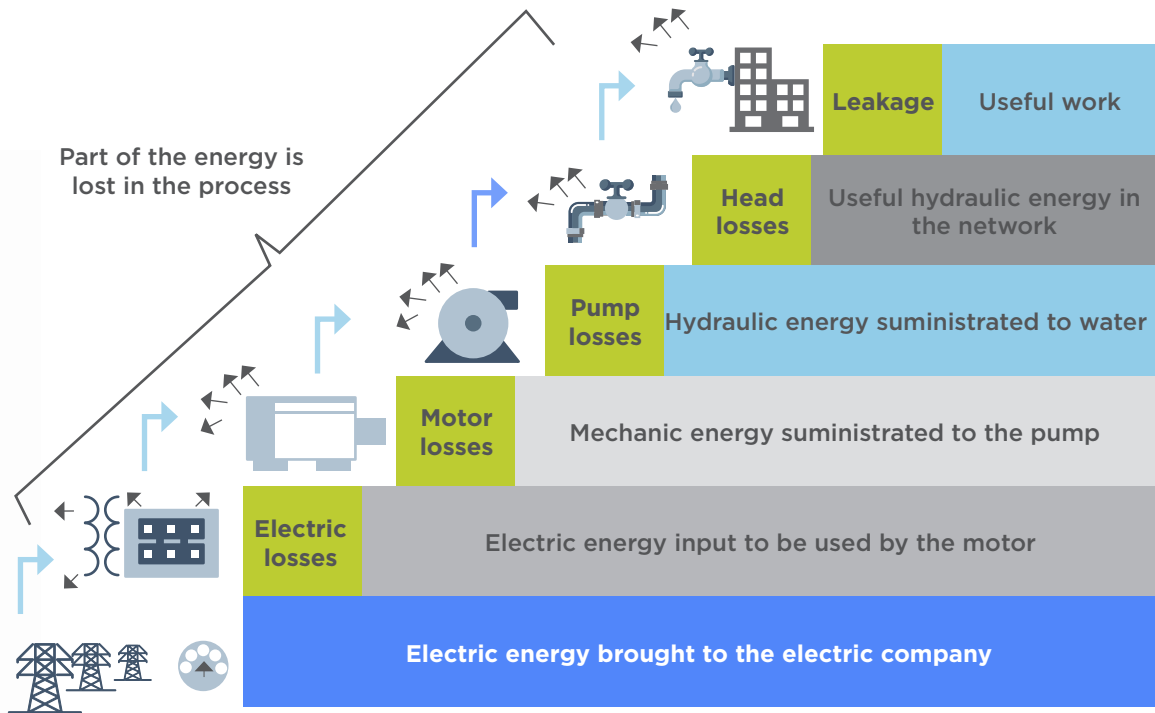 Leakage
Useful work
Part of the energy is
lost in the process
Head
losses
Useful hydraulic energy in
the network
Pump
losses
Hydraulic energy suministrated to water
Motor
losses
Mechanic energy suministrated to the pump
Electric
losses
Electric energy input to be used by the motor
Electric energy brought to the electric company